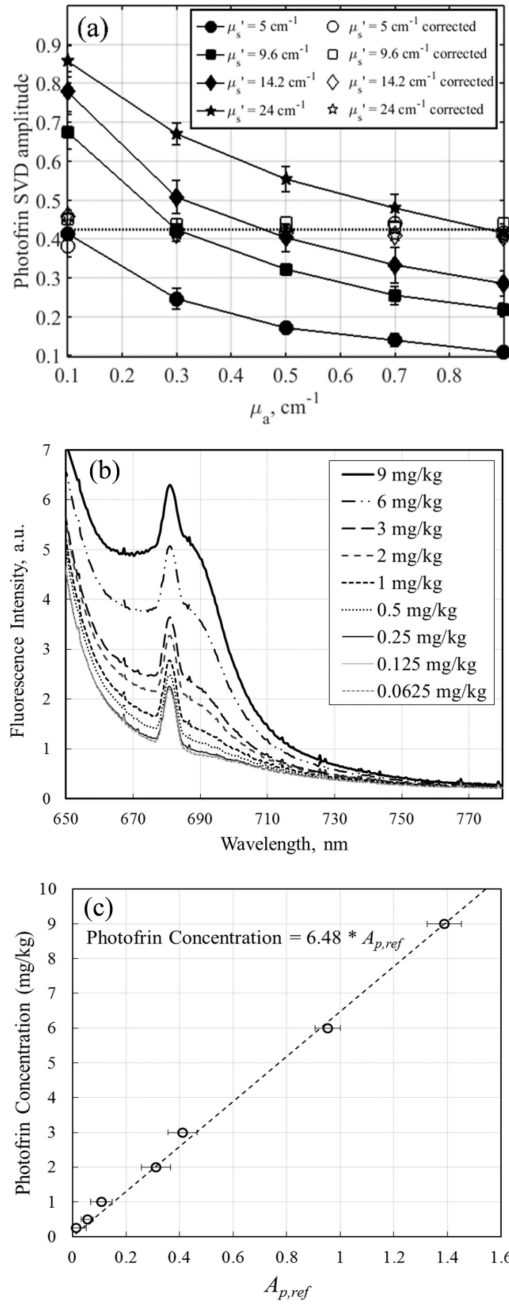 (a)
μs' = 5 cm⁻¹ μs' = 5 cm⁻¹ corrected
μs' = 9.6 cm⁻¹ μs' = 9.6 cm⁻¹ corrected
μs' = 14.2 cm⁻¹ μs' = 14.2 cm⁻¹ corrected
μs' = 24 cm⁻¹ μs' = 24 cm⁻¹ corrected
Photofrin SVD amplitude
0.9
0.8
0.7
0.6
0.5
0.4
0.3
0.2
0.1
0.1 0.2 0.3 0.4 0.5 0.6 0.7 0.8
μa, cm⁻¹
(b)
9 mg/kg
6 mg/kg
3 mg/kg
2 mg/kg
1 mg/kg
0.5 mg/kg
0.25 mg/kg
0.125 mg/kg
0.0625 mg/kg
Fluorescence Intensity, a.u.
7
6
5
4
3
2
1
0
650 670 690 710 730 750 770
Wavelength, nm
(c)
Photofrin Concentration = 6.48 * Ap,ref
Photofrin Concentration (mg/kg)
10
9
8
7
6
5
4
3
2
1
0
0 0.2 0.4 0.6 0.8 1 1.2 1.4 1.6
Ap,ref